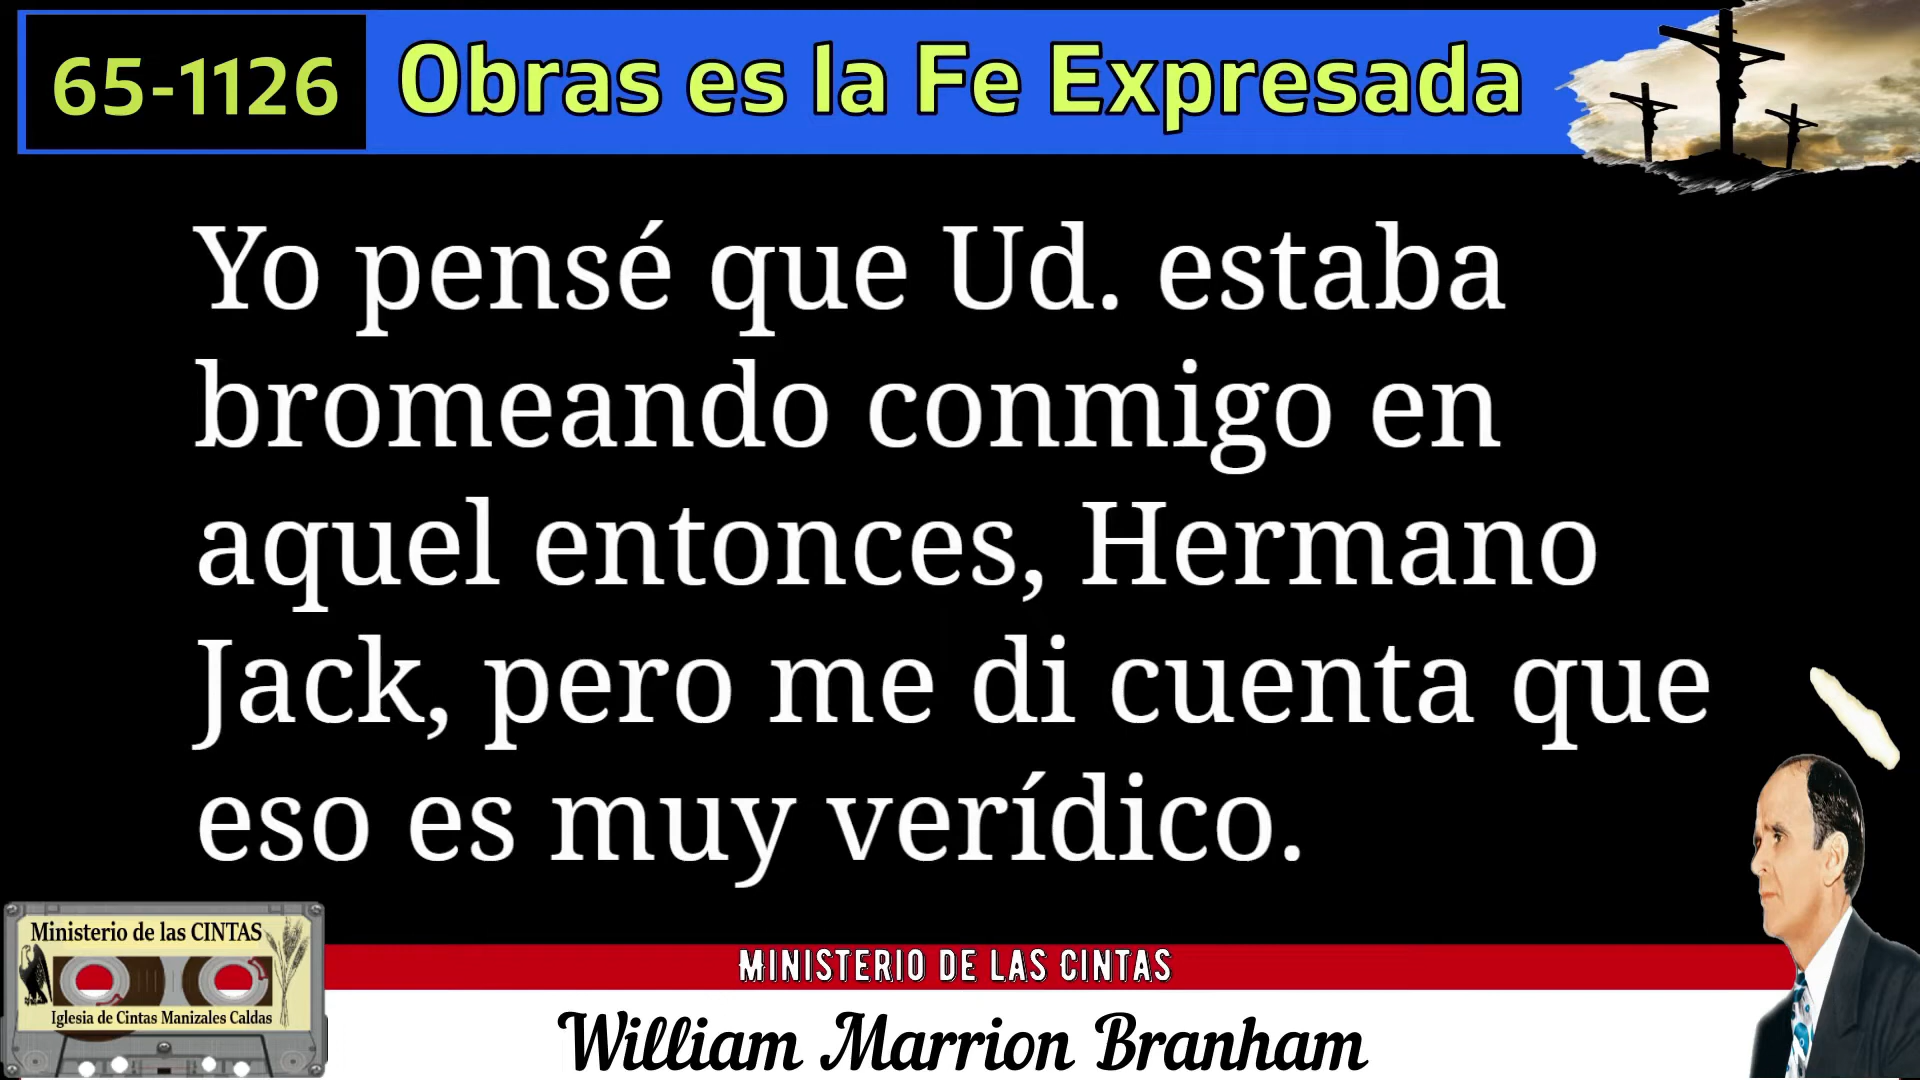 65-1126
Obras es la Fe Expresada
Yo pensé que Ud. estaba
bromeando conmigo en
aquel entonces, Hermano
Jack, pero me di cuenta que
eso es muy verídico.
Ministerio de las CINTAS
Iglesia de Cintas Manizales Caldas
MINISTERIO DE LAS CINTAS
William Marrion Branham